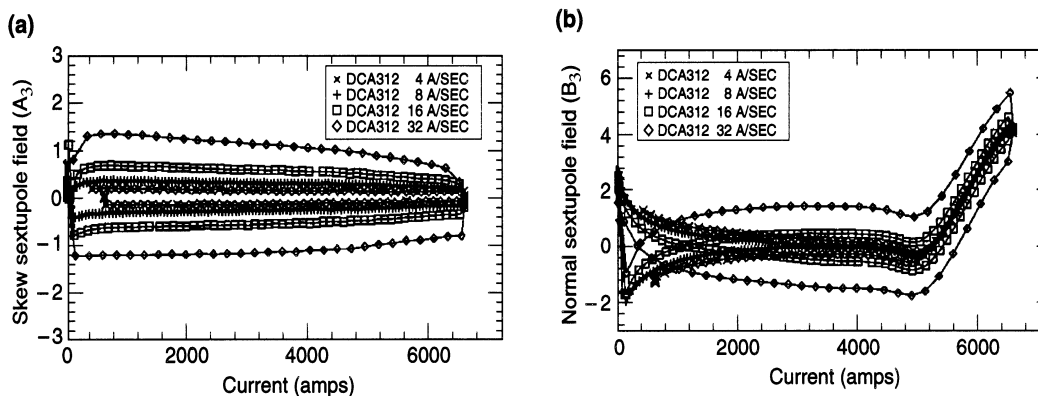 (a)
Skew sextupole field (A3)
3
2
1
0
−1
−2
−3
× DCA312 4 A/SEC
+ DCA312 8 A/SEC
□ DCA312 16 A/SEC
◇ DCA312 32 A/SEC
0 2000 4000 6000
Current (amps)
(b)
Normal sextupole field (B3)
6
4
2
0
−2
× DCA312 4 A/SEC
+ DCA312 8 A/SEC
□ DCA312 16 A/SEC
◇ DCA312 32 A/SEC
0 2000 4000 6000
Current (amps)